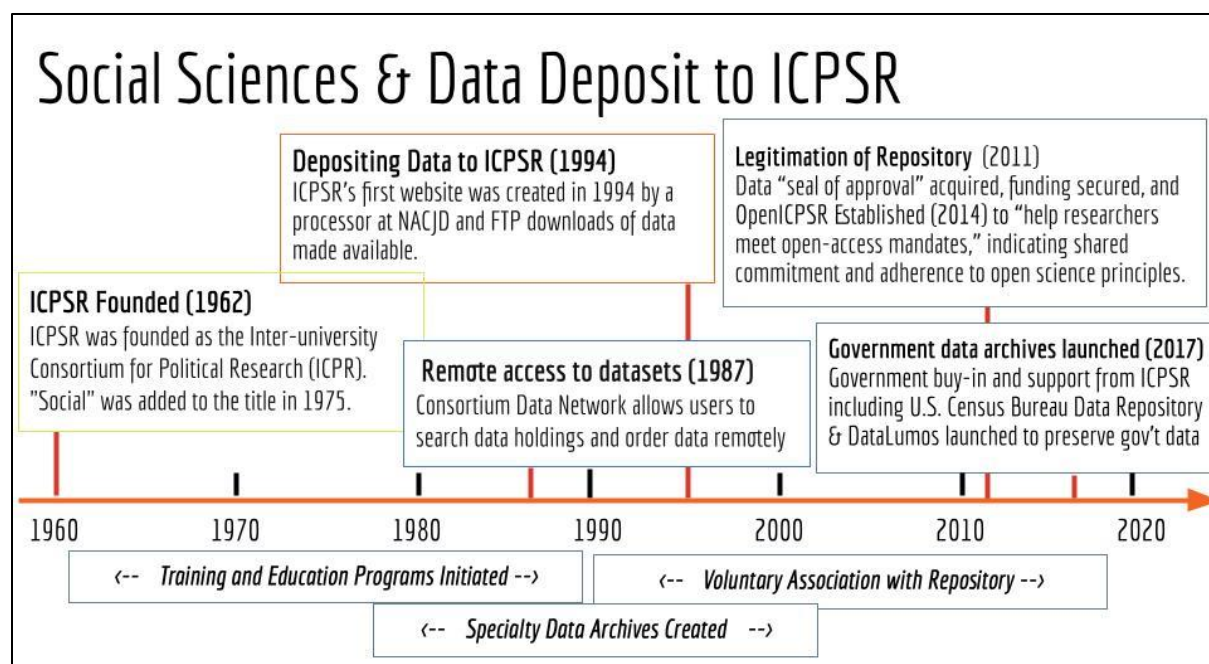 Social Sciences & Data Deposit to ICPSR
Depositing Data to ICPSR (1994)
ICPSR's first website was created in 1994 by a
processor at NACJD and FTP downloads of data
made available.
Legitimation of Repository (2011)
Data “seal of approval” acquired, funding secured, and
OpenICPSR Established (2014) to “help researchers
meet open-access mandates,” indicating shared
commitment and adherence to open science principles.
ICPSR Founded (1962)
ICPSR was founded as the Inter-university
Consortium for Political Research (ICPR).
"Social" was added to the title in 1975.
Remote access to datasets (1987)
Consortium Data Network allows users to
search data holdings and order data remotely
Government data archives launched (2017)
Government buy-in and support from ICPSR
including U.S. Census Bureau Data Repository
& DataLumos launched to preserve gov't data
1960 1970 1980 1990 2000 2010 2020
<-- Training and Education Programs Initiated -->
<-- Voluntary Association with Repository -->
<-- Specialty Data Archives Created -->